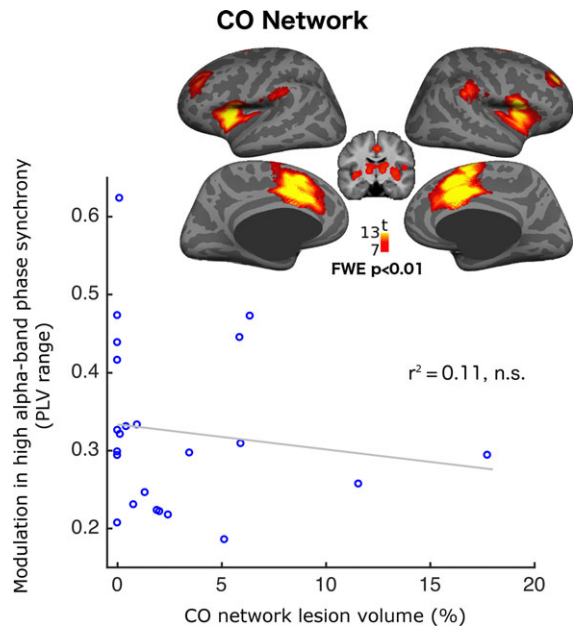 CO Network
13 t
7
FWE p<0.01
Modulation in high alpha-band phase synchrony
(PLV range)
0.6
0.5
0.4
0.3
0.2
r² = 0.11, n.s.
0 5 10 15 20
CO network lesion volume (%)